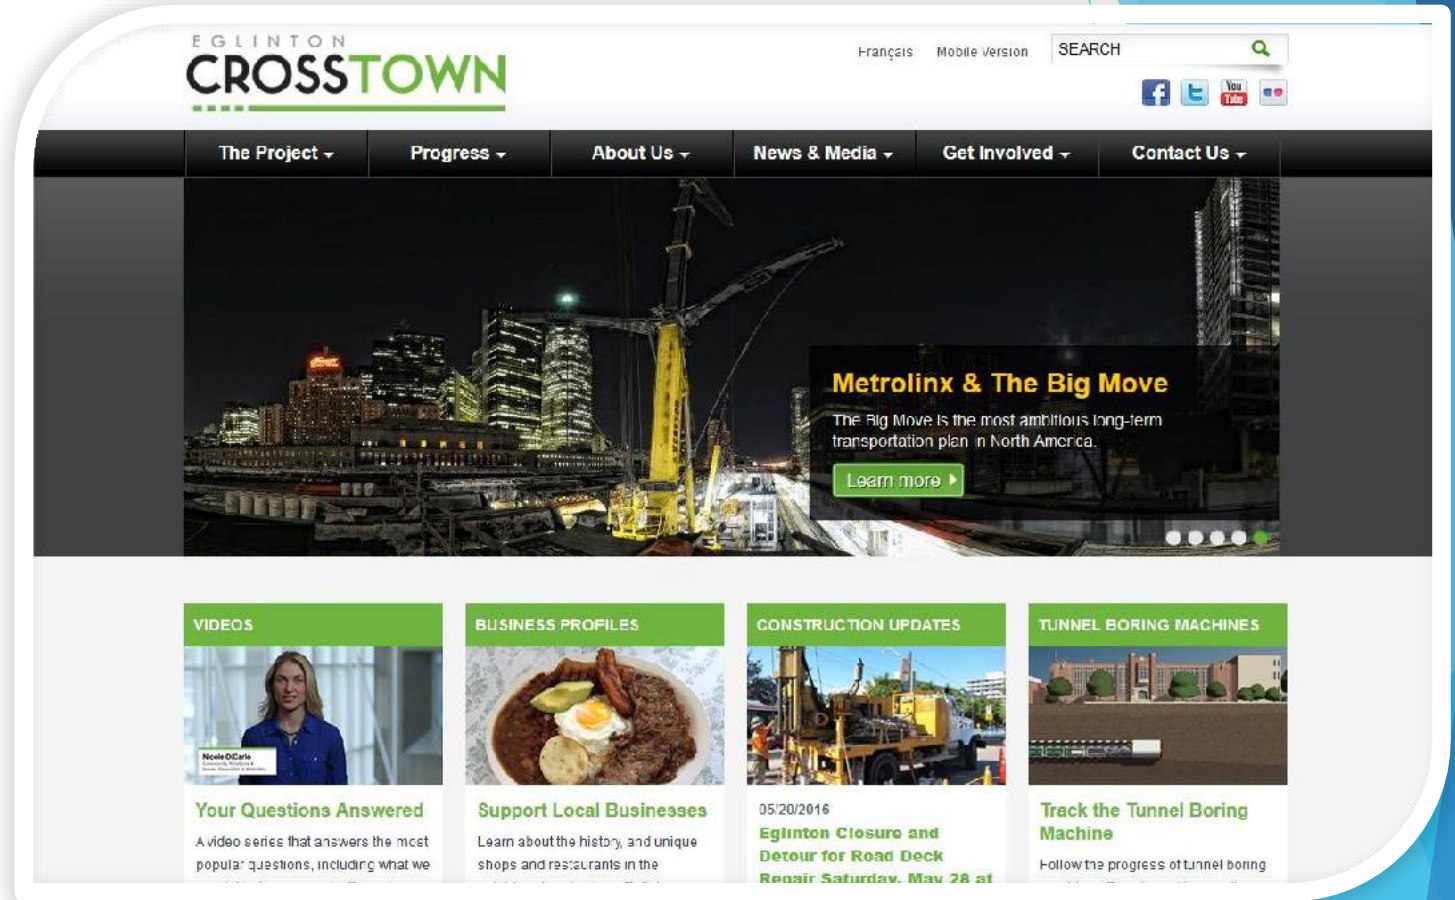 EGLINTON
CROSSTOWN
Français Mobile Version SEARCH
You
Tube
The Project Progress About Us News & Media Get Involved Contact Us
Metrolinx & The Big Move
The Big Move is the most ambitious long-term
transportation plan in North America.
Learn more
VIDEOS
BUSINESS PROFILES
CONSTRUCTION UPDATES
TUNNEL BORING MACHINES
Nicole DiCarlo
Your Questions Answered
A video series that answers the most
popular questions, including what we
Support Local Businesses
Learn about the history, and unique
shops and restaurants in the
05/20/2016
Eglinton Closure and
Detour for Road Deck
Repair Saturday, May 28 at
Track the Tunnel Boring
Machine
Follow the progress of tunnel boring